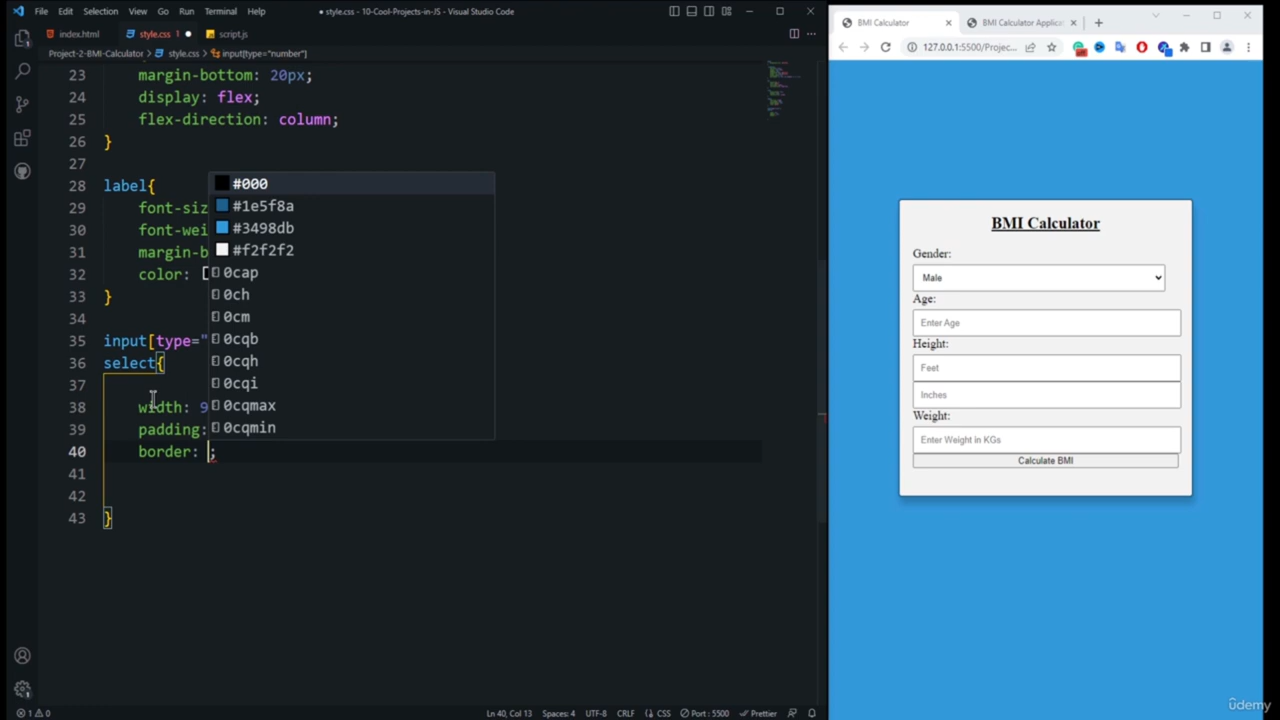 File Edit Selection View Go Run Terminal Help
● style.css - 10-Cool-Projects-in-JS - Visual Studio Code
index.html
style.css 1 ●
script.js
Project-2-BMI-Calculator > style.css > input[type="number"]
23 margin-bottom: 20px;
24 display: flex;
25 flex-direction: column;
26 }
27
28 label{
29 font-siz
30 font-wei
31 margin-b
32 color:
33 }
34
35 input[type="
36 select{
37
38 width: 9
39 padding:
40 border: ;
41
42
43 }
#000
#1e5f8a
#3498db
#f2f2f2
0cap
0ch
0cm
0cqb
0cqh
0cqi
0cqmax
0cqmin
1 0
Ln 40, Col 13 Spaces: 4 UTF-8 CRLF CSS Port : 5500 Prettier
BMI Calculator
BMI Calculator Applica
127.0.0.1:5500/Projec...
BMI Calculator
Gender:
Male
Age:
Enter Age
Height:
Feet
Inches
Weight:
Enter Weight in KGs
Calculate BMI
udemy